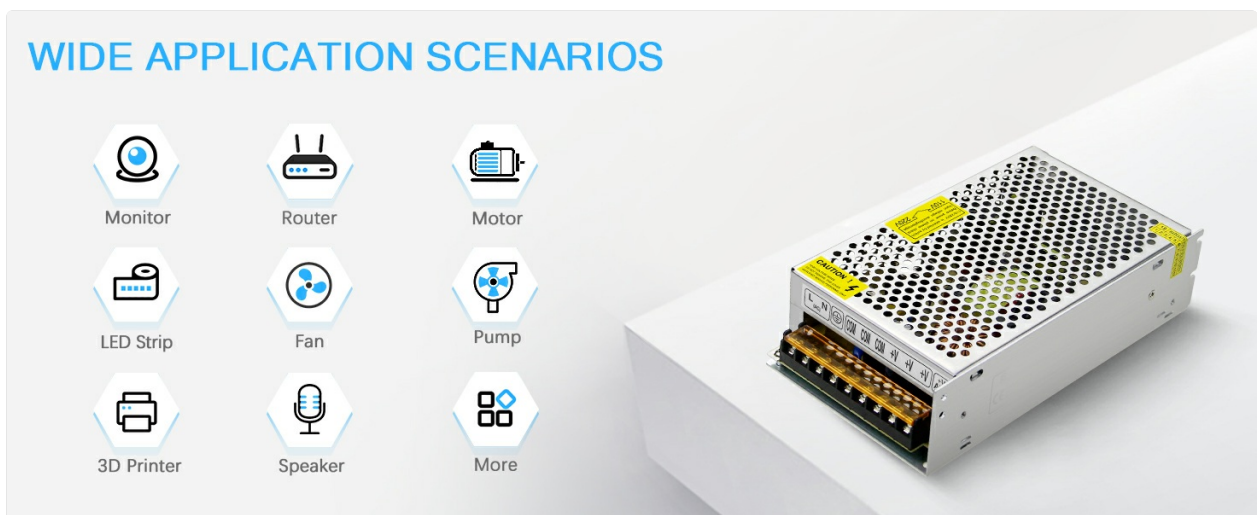 WIDE APPLICATION SCENARIOS
Monitor
Router
Motor
LED Strip
Fan
Pump
3D Printer
Speaker
More
CAUTION !
L N COM COM COM +V +V +V